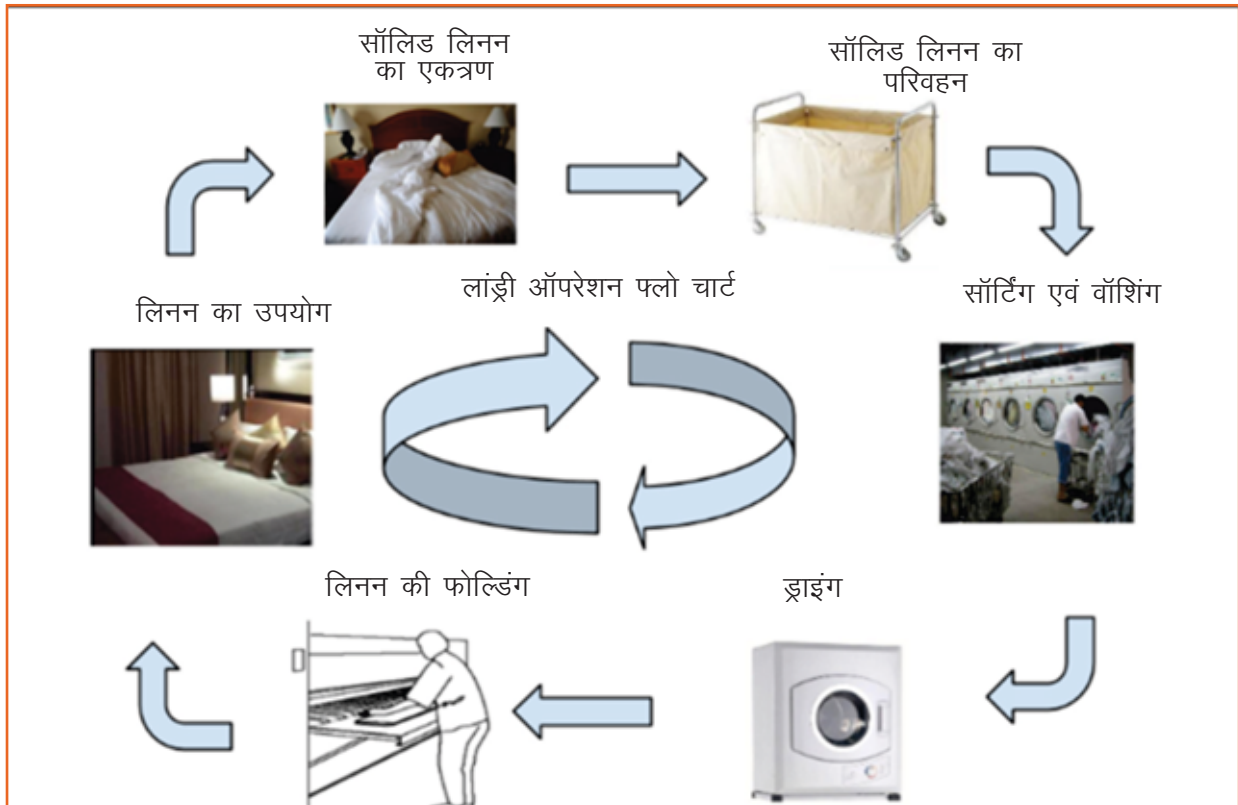 सॉलिड लिनन
का एकत्रण
सॉलिड लिनन का
परिवहन
लांड्री ऑपरेशन फ्लो चार्ट
सॉर्टिंग एवं वॉशिंग
लिनन का उपयोग
लिनन की फोल्डिंग
ड्राइंग